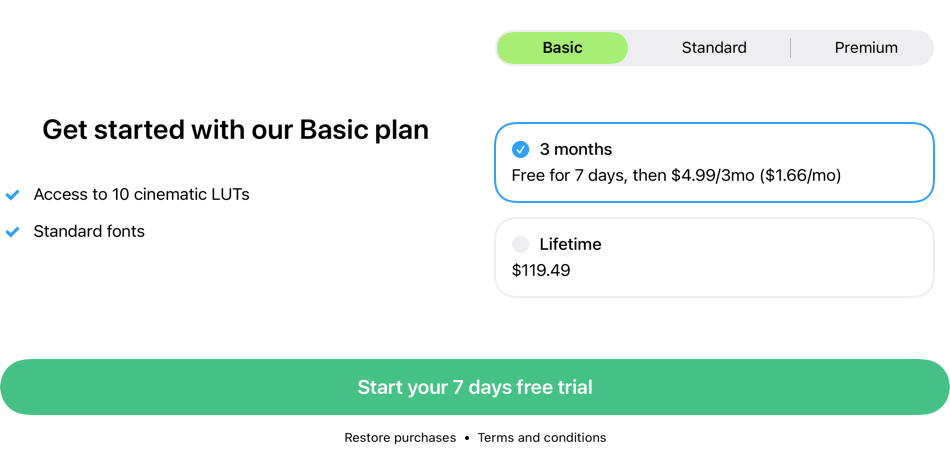 Basic
Standard
Premium
Get started with our Basic plan
Access to 10 cinematic LUTs
Standard fonts
3 months
Free for 7 days, then $4.99/3mo ($1.66/mo)
Lifetime
$119.49
Start your 7 days free trial
Restore purchases • Terms and conditions